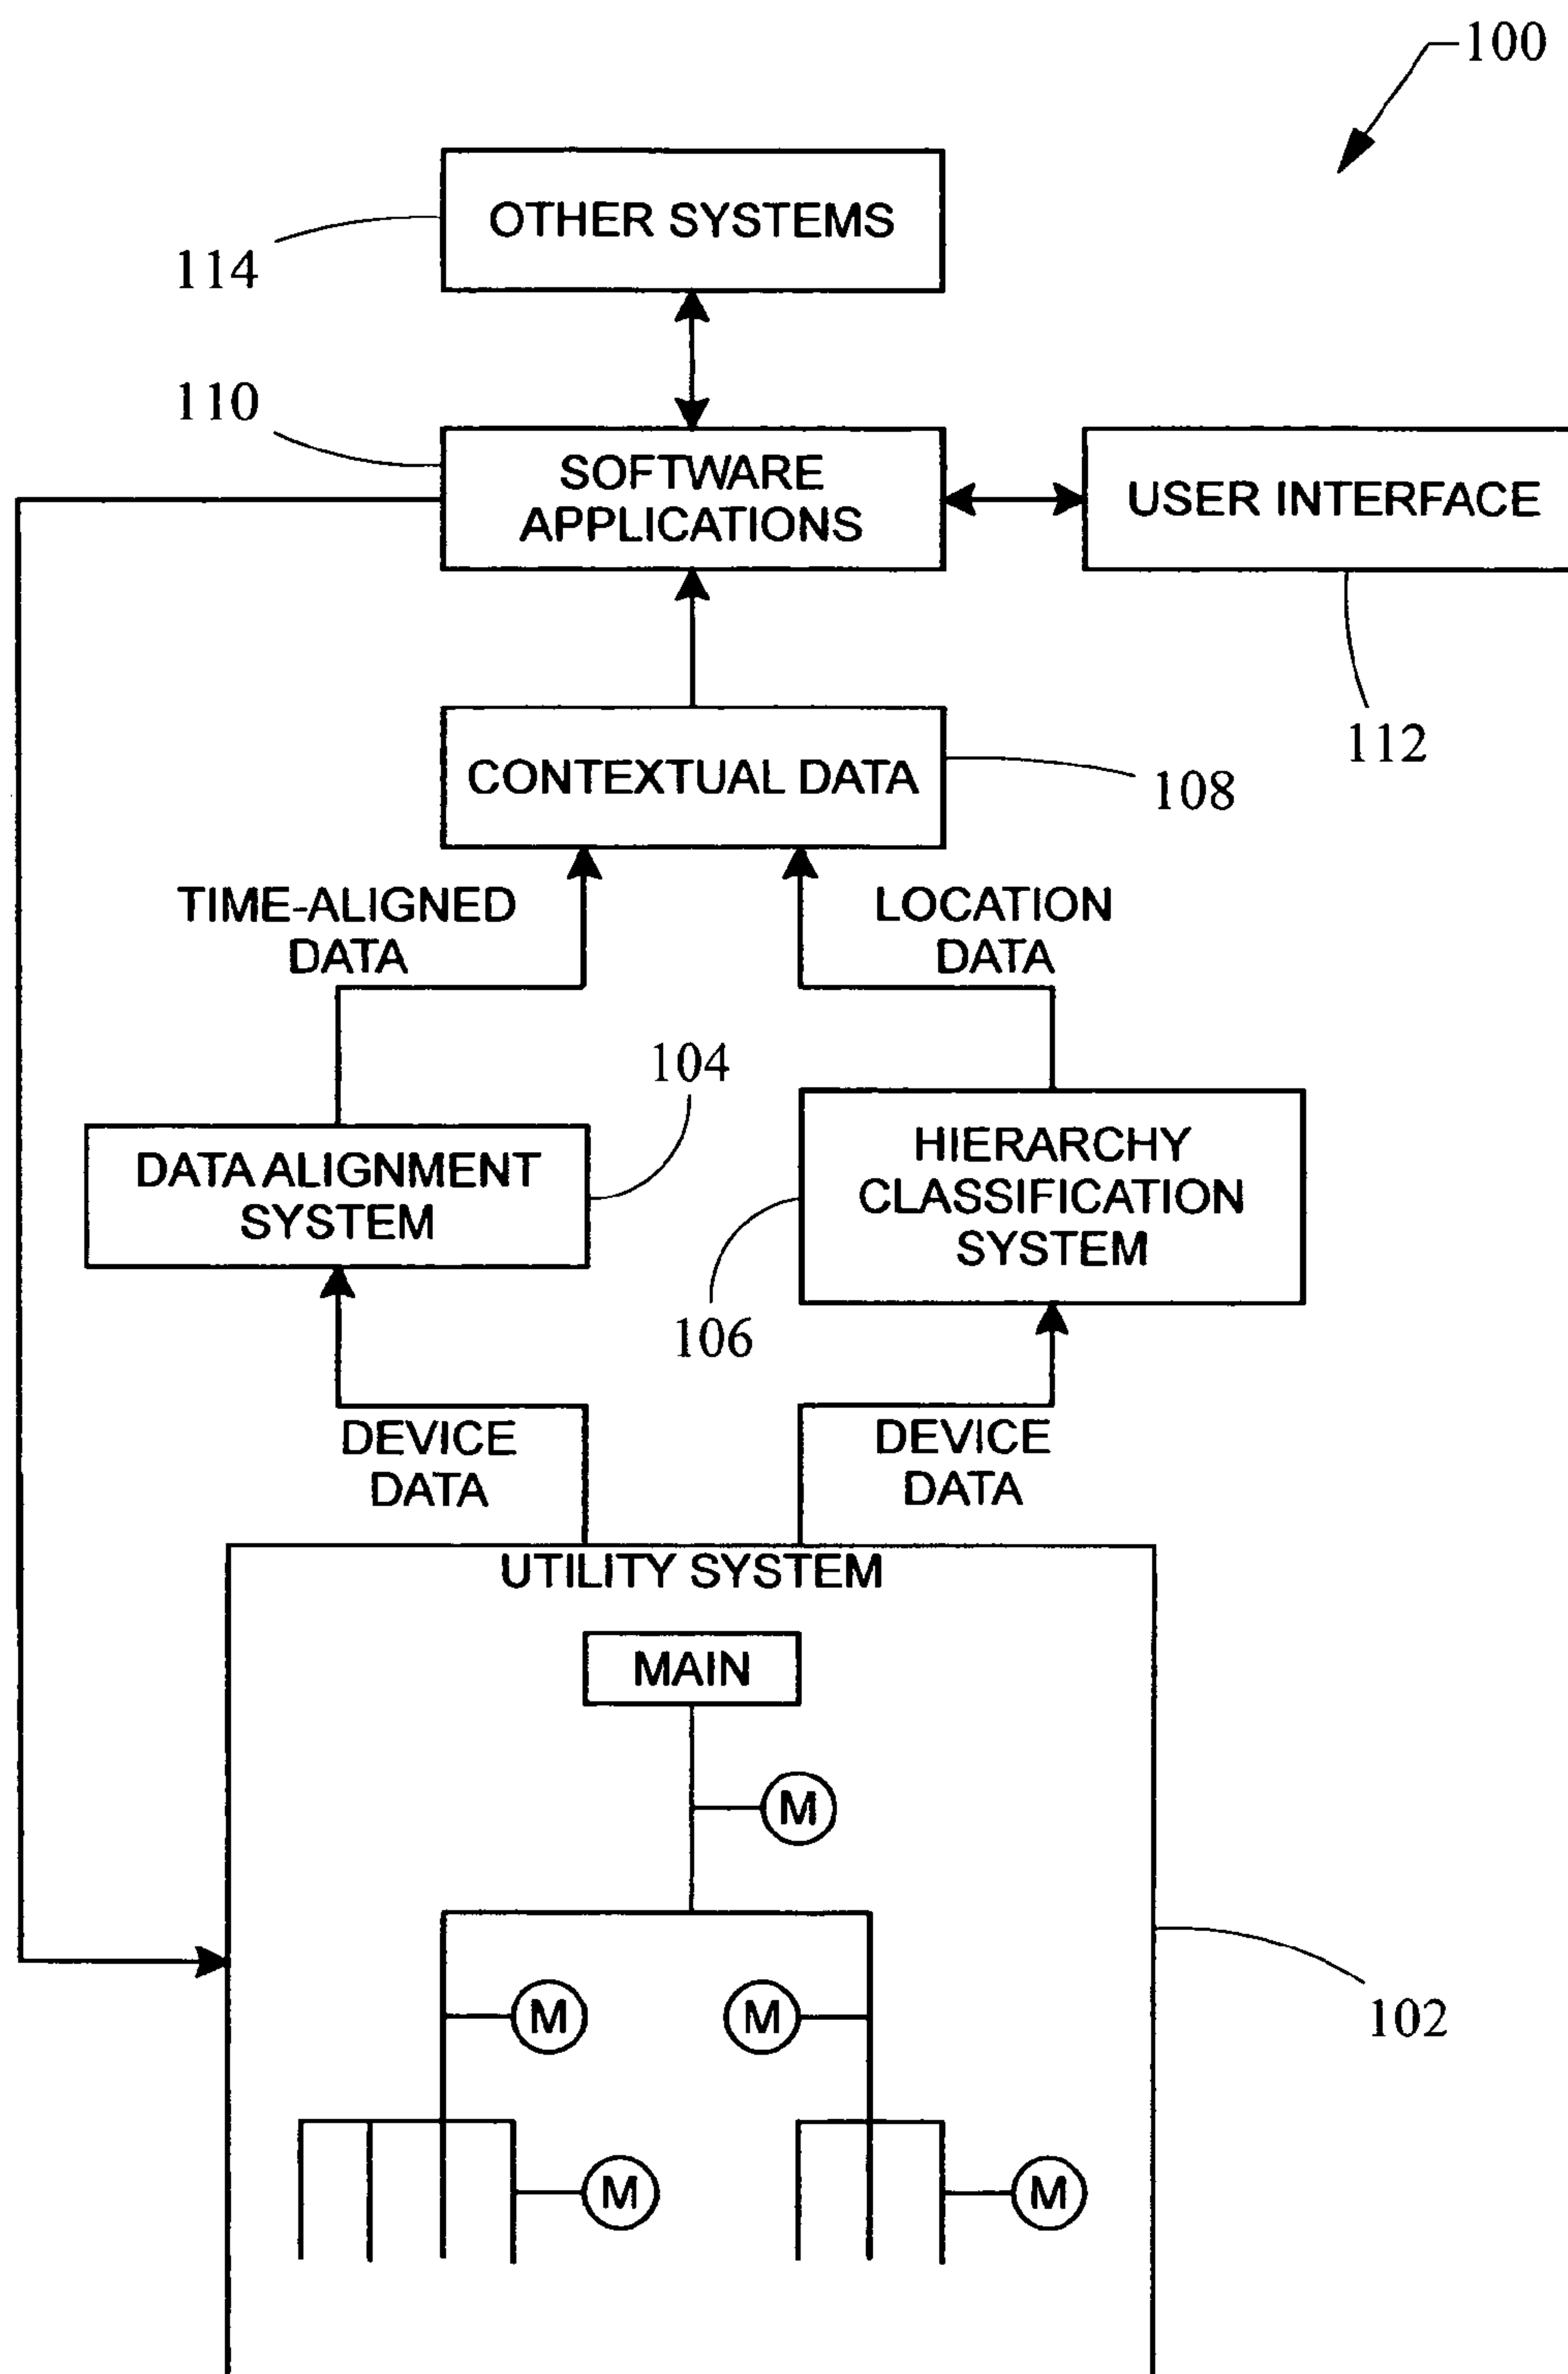 100
OTHER SYSTEMS
114
110
SOFTWARE
APPLICATIONS
USER INTERFACE
112
CONTEXTUAL DATA
108
TIME-ALIGNED
DATA
LOCATION
DATA
104
DATA ALIGNMENT
SYSTEM
HIERARCHY
CLASSIFICATION
SYSTEM
106
DEVICE
DATA
DEVICE
DATA
UTILITY SYSTEM
MAIN
M
M
M
102
M
M